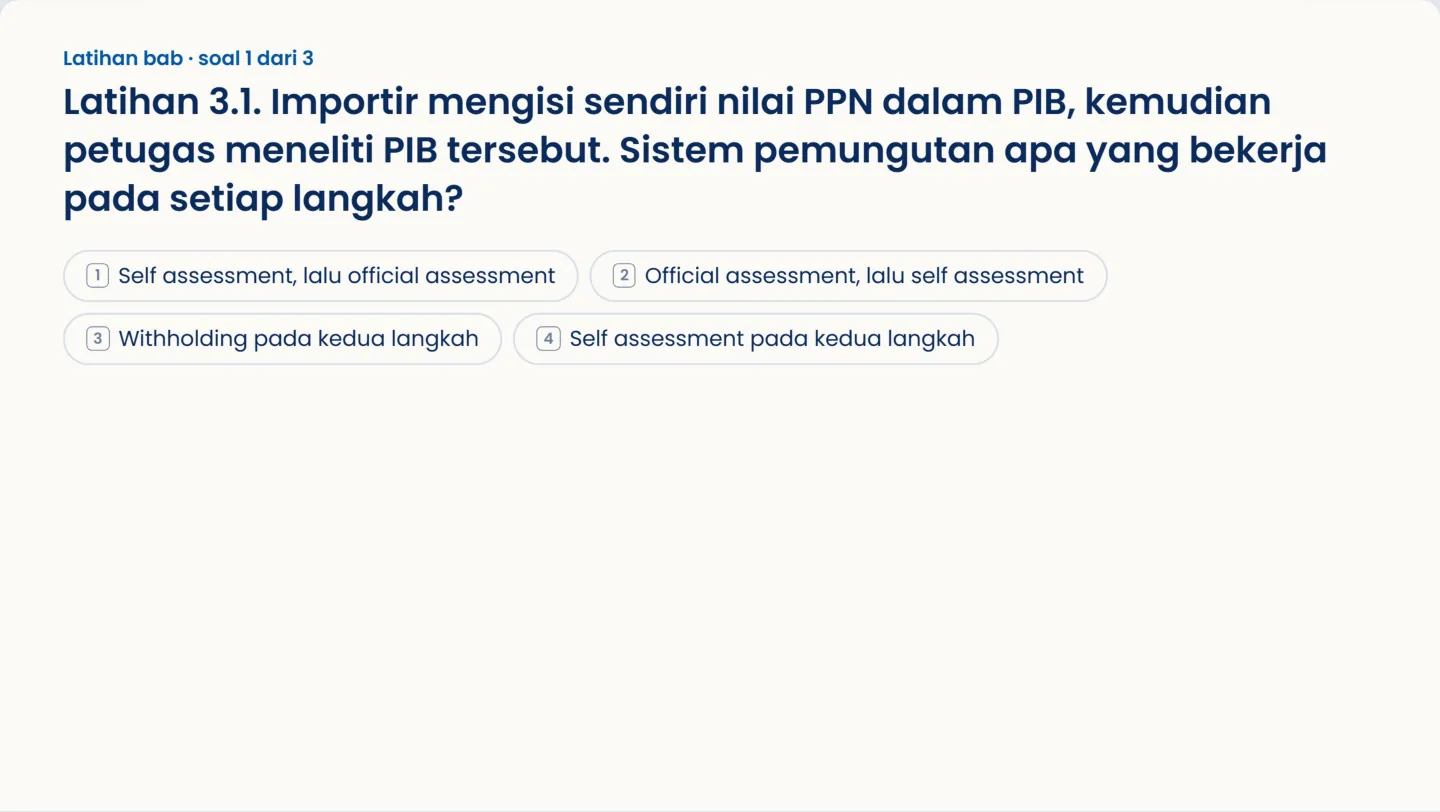 Latihan bab · soal 1 dari 3
Latihan 3.1. Importir mengisi sendiri nilai PPN dalam PIB, kemudian
petugas meneliti PIB tersebut. Sistem pemungutan apa yang bekerja
pada setiap langkah?
1 Self assessment, lalu official assessment
2 Official assessment, lalu self assessment
3 Withholding pada kedua langkah
4 Self assessment pada kedua langkah